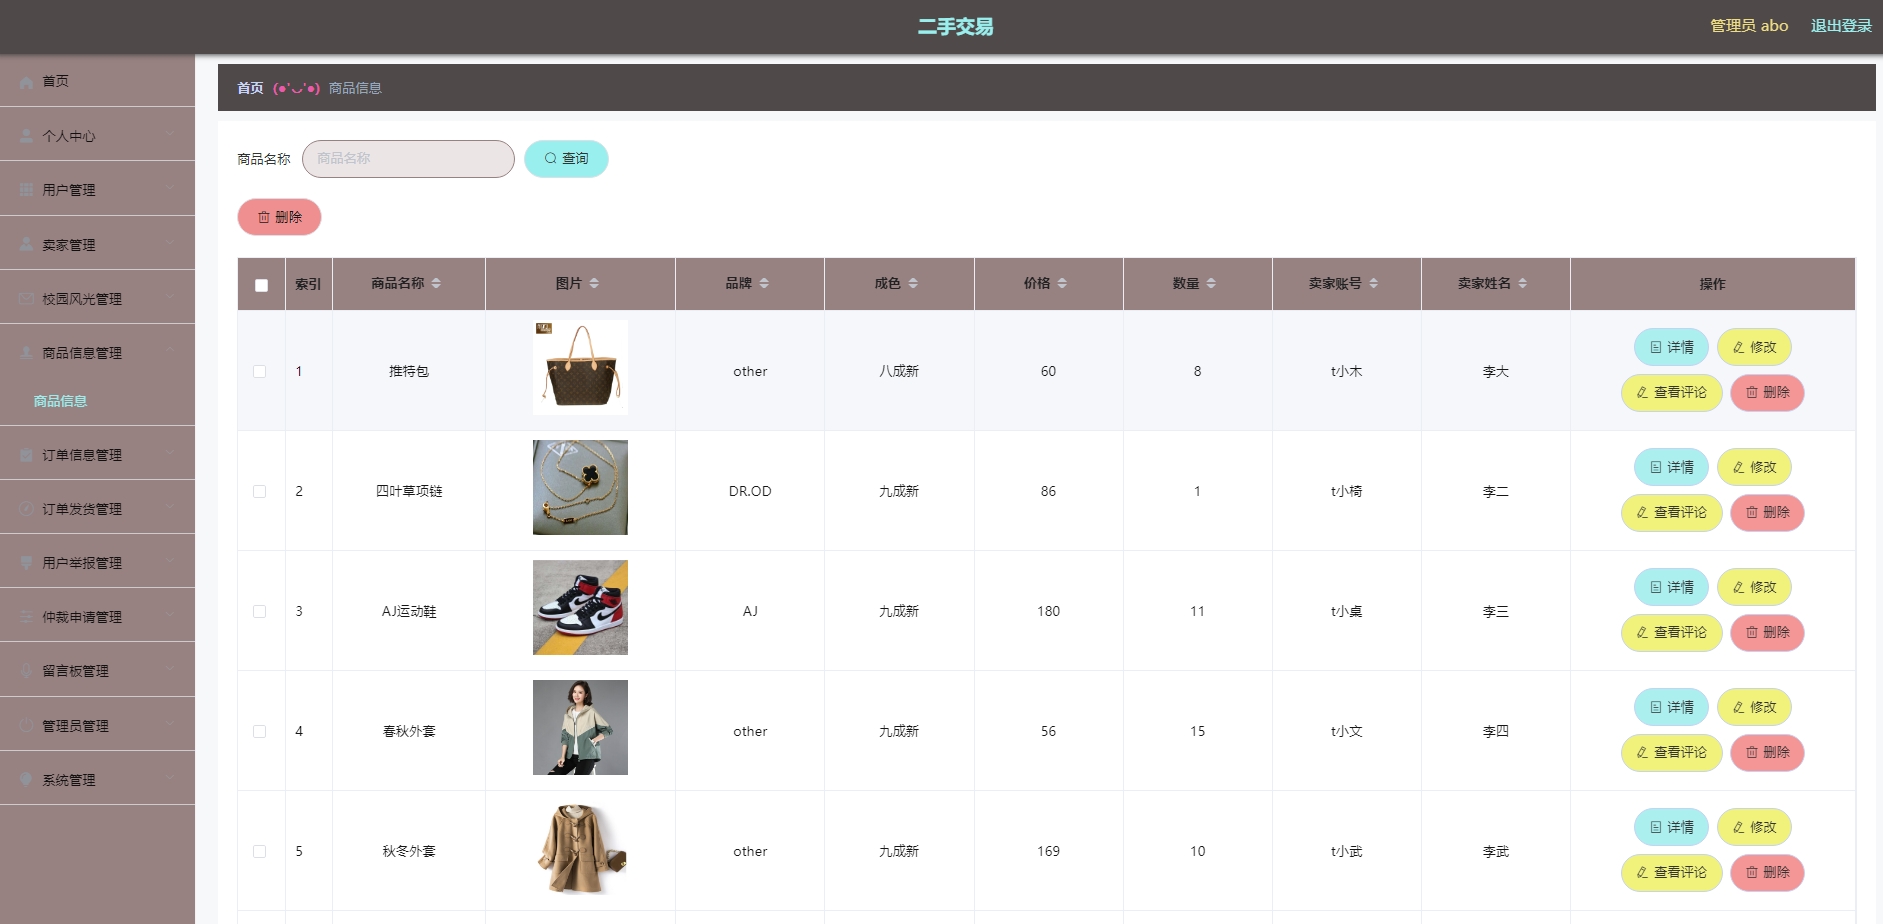 二手交易
管理员 abo 退出登录
首页
个人中心
用户管理
卖家管理
校园风光管理
商品信息管理
商品信息
订单信息管理
订单发货管理
用户举报管理
仲裁申请管理
留言板管理
管理员管理
系统管理
首页 (●'◡'●) 商品信息
商品名称 商品名称 查询
删除
索引 商品名称 图片 品牌 成色 价格 数量 卖家账号 卖家姓名 操作
1 推特包 other 八成新 60 8 t小木 李大 详情 修改
查看评论 删除
2 四叶草项链 DR.OD 九成新 86 1 t小椅 李二 详情 修改
查看评论 删除
3 AJ运动鞋 AJ 九成新 180 11 t小桌 李三 详情 修改
查看评论 删除
4 春秋外套 other 九成新 56 15 t小文 李四 详情 修改
查看评论 删除
5 秋冬外套 other 九成新 169 10 t小武 李武 详情 修改
查看评论 删除